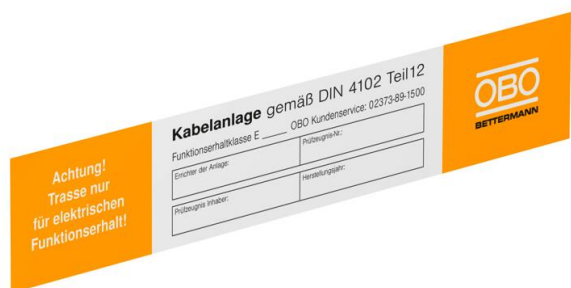 Achtung!
Trasse nur
für elektrischen
Funktionserhalt!
Kabelanlage gemäß DIN 4102 Teil12
Funktionserhaltklasse E ____ OBO Kundenservice: 02373-89-1500
Errichter der Anlage:
Prüfzeugnis-Nr.:
Prüfzeugnis Inhaber:
Herstellungsjahr:
OBO
BETTERMANN